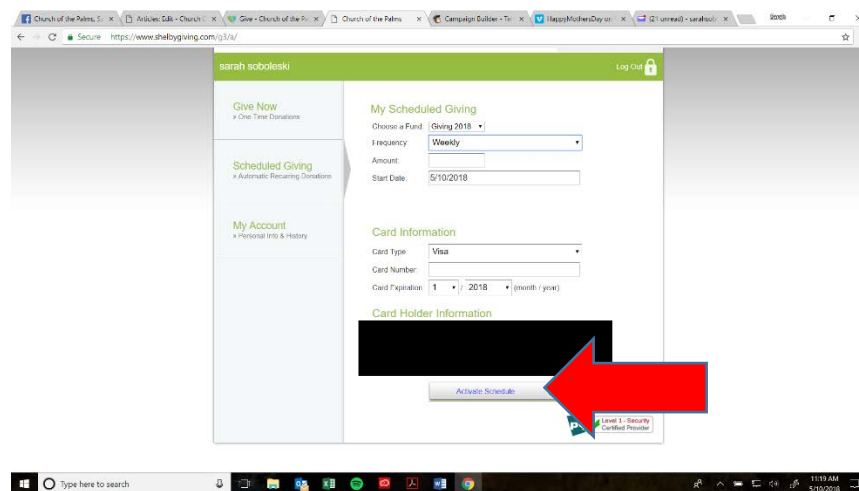 Church of the Palms, S
Articles: Edit - Church
Give - Church of the Pa
Church of the Palms
Campaign Builder - Te
HappyMothersDay on
(21 unread) - sarahsob
Sarah
Secure https://www.shelbygiving.com/g3/a/
sarah soboleski
Log Out
Give Now
» One Time Donations
Scheduled Giving
» Automatic Recurring Donations
My Account
» Personal Info & History
My Scheduled Giving
Choose a Fund: Giving 2018
Frequency: Weekly
Amount:
Start Date: 5/10/2018
Card Information
Card Type: Visa
Card Number:
Card Expiration 1 / 2018 (month / year)
Card Holder Information
Activate Schedule
Level 1 - Security
Certified Provider
Type here to search
11:19 AM
5/10/2018